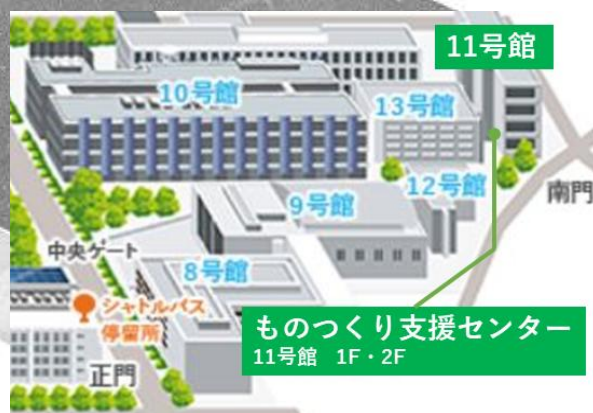 11号館
10号館
13号館
12号館
南門
9号館
中央ゲート
8号館
シャトルバス
停留所
正門
ものつくり支援センター
11号館 1F・2F